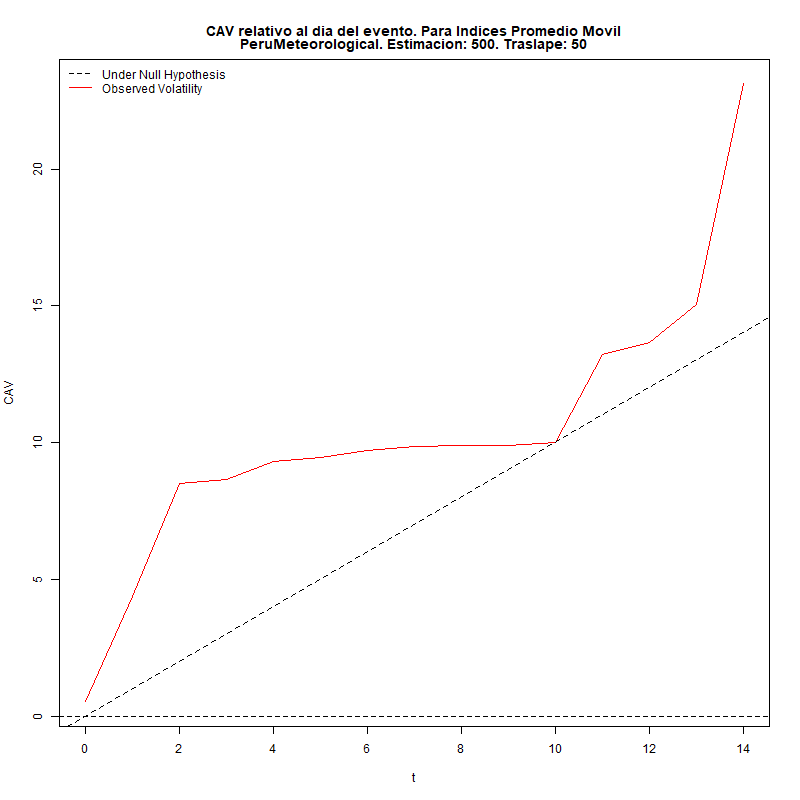 CAV relativo al dia del evento. Para Indices Promedio Movil
PeruMeteorological. Estimacion: 500. Traslape: 50
Under Null Hypothesis
Observed Volatility
20
15
10
5
0
CAV
0 2 4 6 8 10 12 14
t